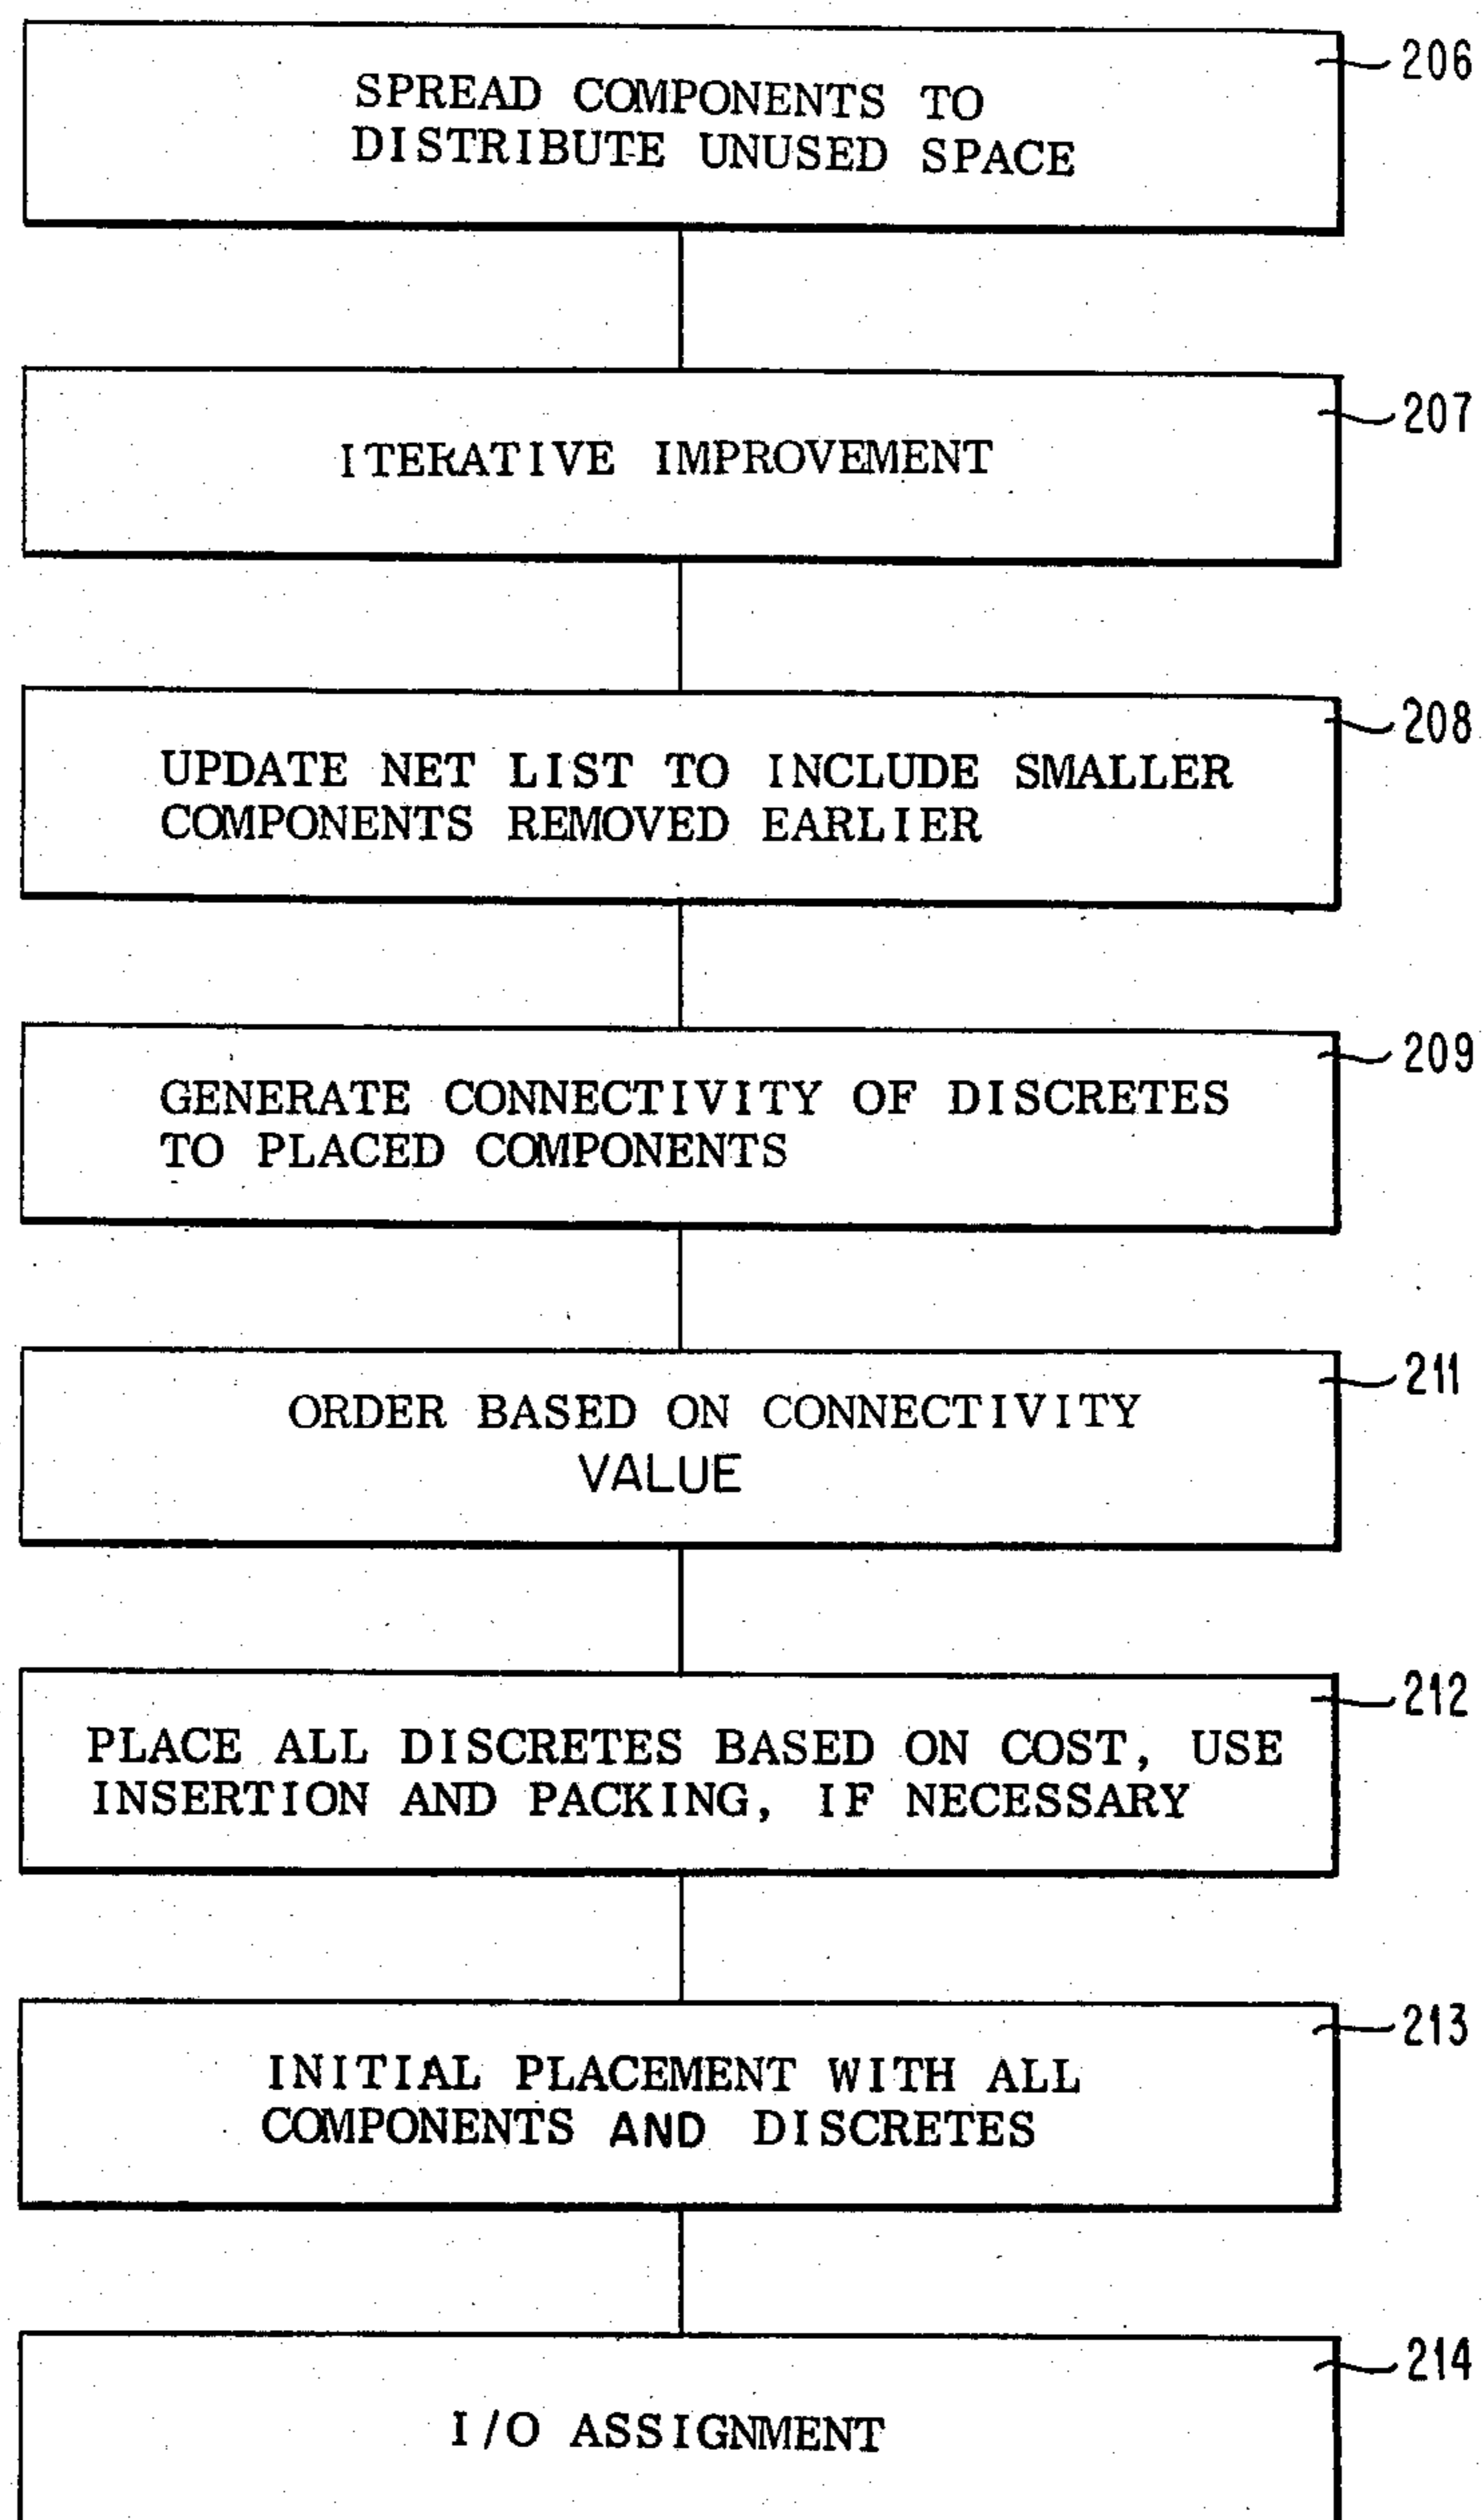 206
SPREAD COMPONENTS TO
DISTRIBUTE UNUSED SPACE
207
ITERATIVE IMPROVEMENT
208
UPDATE NET LIST TO INCLUDE SMALLER
COMPONENTS REMOVED EARLIER
209
GENERATE CONNECTIVITY OF DISCRETES
TO PLACED COMPONENTS
211
ORDER BASED ON CONNECTIVITY
VALUE
212
PLACE ALL DISCRETES BASED ON COST, USE
INSERTION AND PACKING, IF NECESSARY
213
INITIAL PLACEMENT WITH ALL
COMPONENTS AND DISCRETES
214
I/O ASSIGNMENT